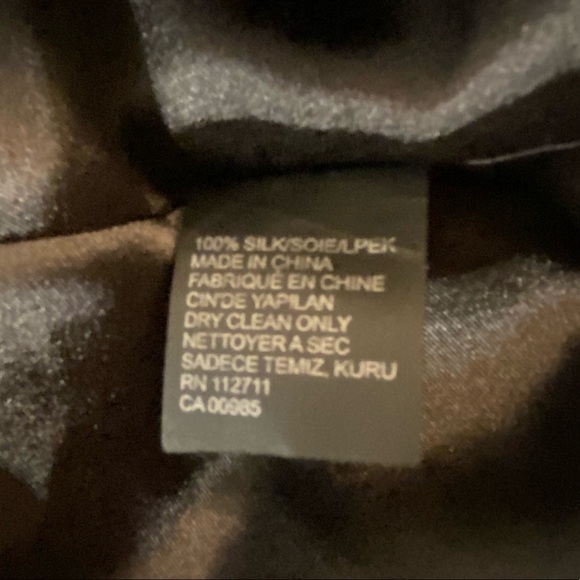 100% SILK/SOIE/LPEK
MADE IN CHINA
FABRIQUÉ EN CHINE
CIN'DE YAPILAN
DRY CLEAN ONLY
NETTOYER A SEC
SADECE TEMIZ, KURU
RN 112711
CA 00985